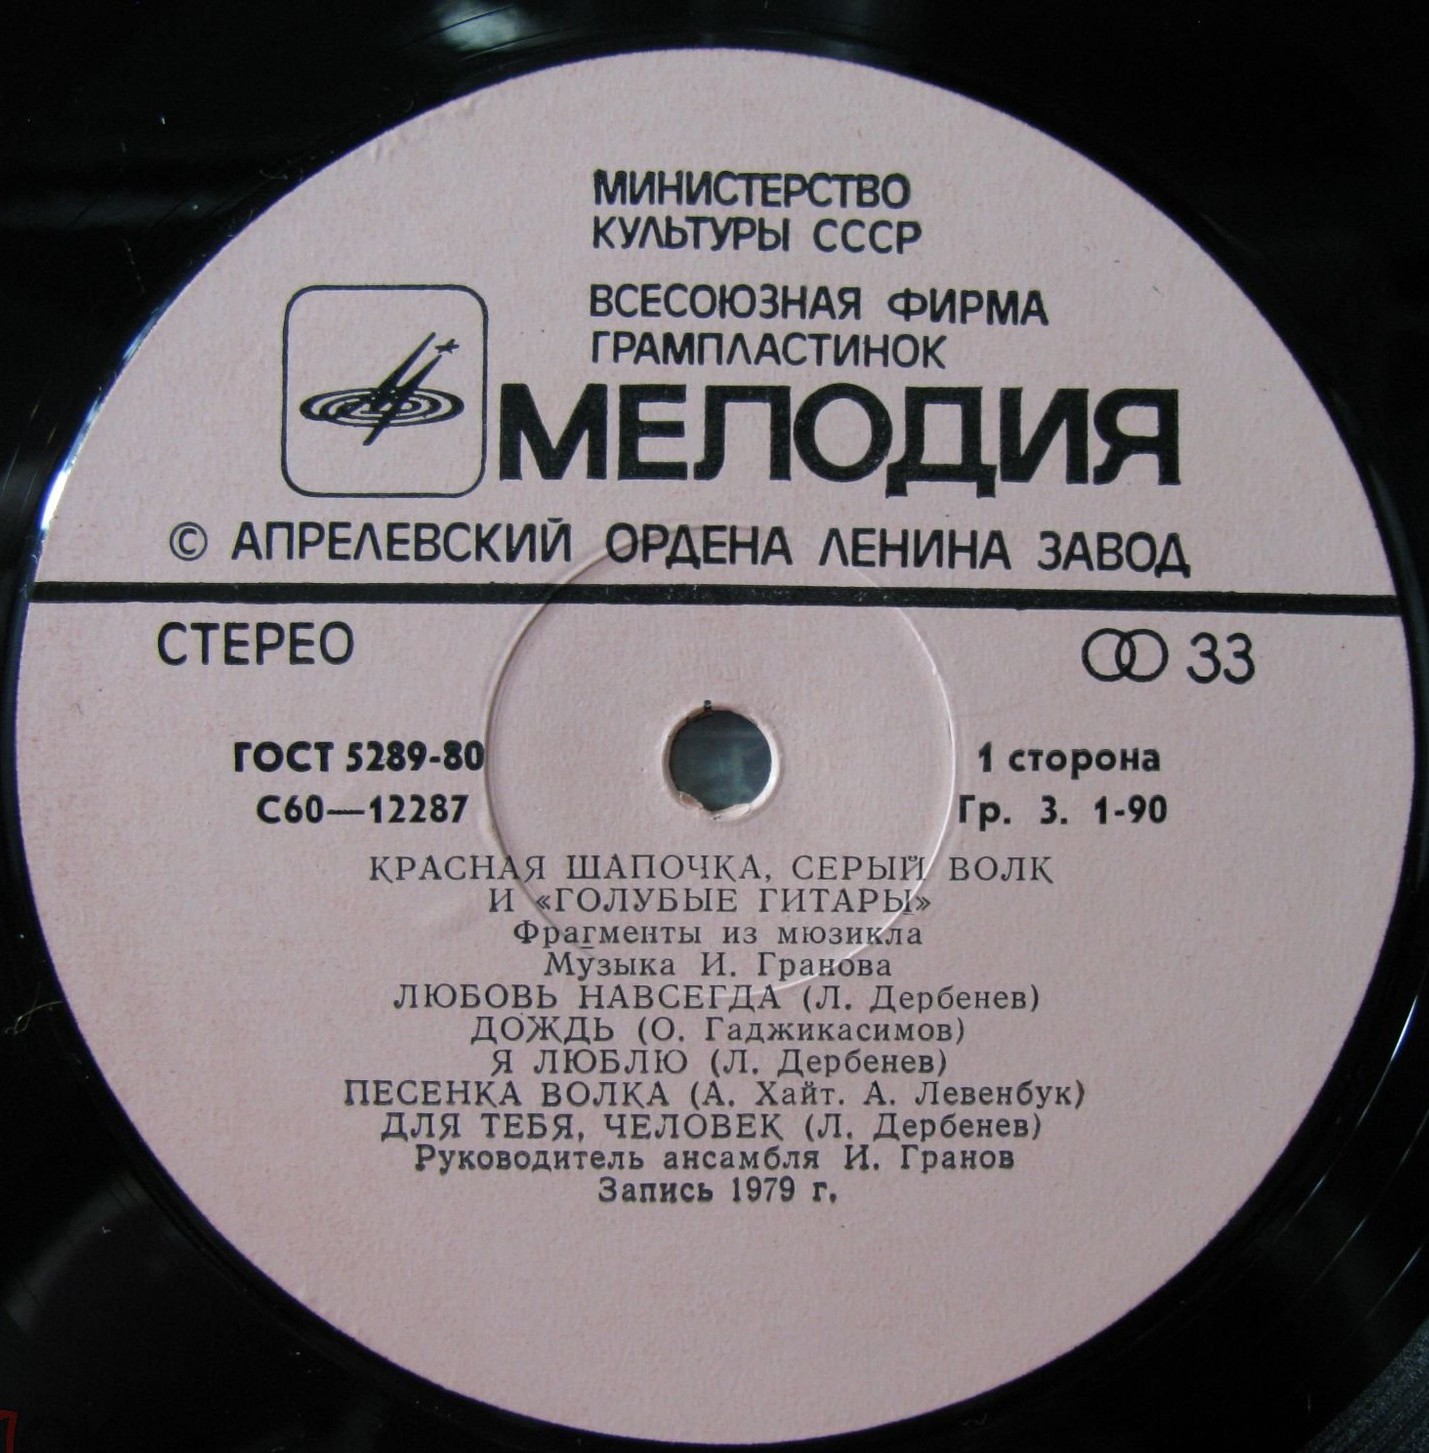 МИНИСТЕРСТВО
КУЛЬТУРЫ СССР
ВСЕСОЮЗНАЯ ФИРМА
ГРАМПЛАСТИНОК
МЕЛОДИЯ
© АПРЕЛЕВСКИЙ ОРДЕНА ЛЕНИНА ЗАВОД
СТЕРЕО
33
ГОСТ 5289-80
1 сторона
С60—12287
Гр. 3. 1-90
КРАСНАЯ ШАПОЧКА, СЕРЫЙ ВОЛК
И «ГОЛУБЫЕ ГИТАРЫ»
Фрагменты из мюзикла
Музыка И. Гранова
ЛЮБОВЬ НАВСЕГДА (Л. Дербенев)
ДОЖДЬ (О. Гаджикасимов)
Я ЛЮБЛЮ (Л. Дербенев)
ПЕСЕНКА ВОЛКА (А. Хайт. А. Левенбук)
ДЛЯ ТЕБЯ, ЧЕЛОВЕК (Л. Дербенев)
Руководитель ансамбля И. Гранов
Запись 1979 г.